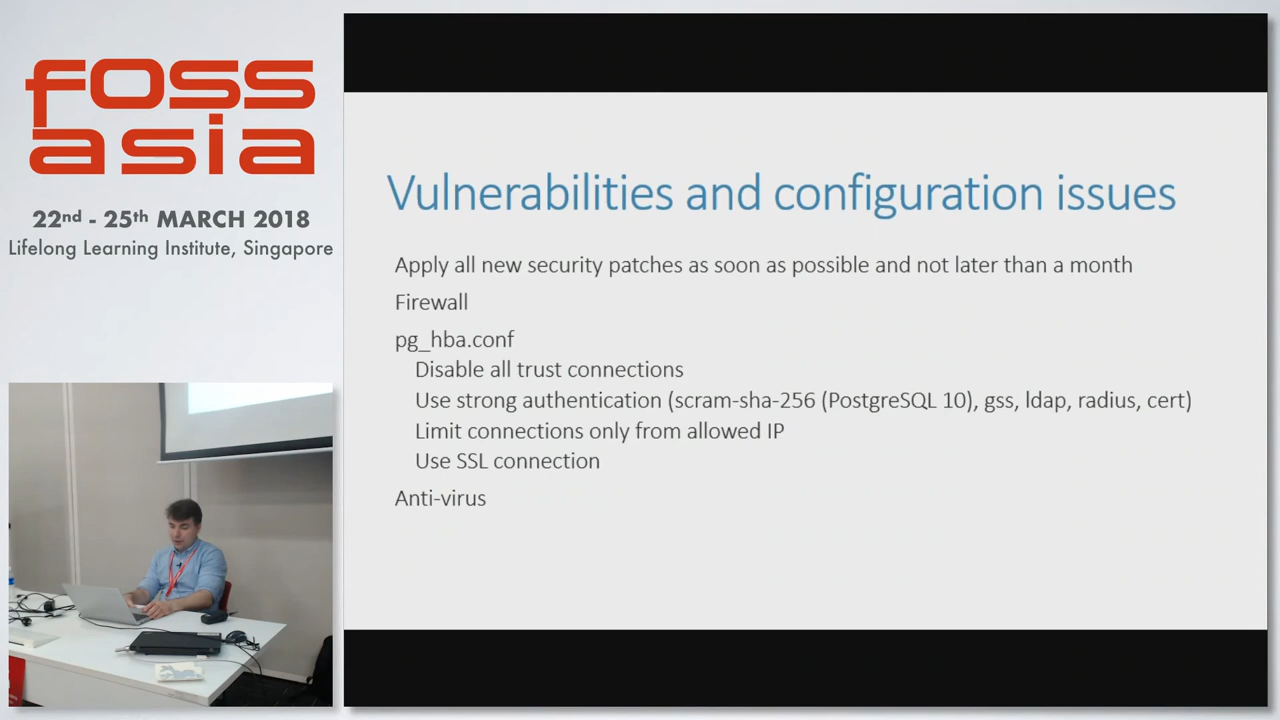 foss
asia
22nd - 25th MARCH 2018
Lifelong Learning Institute, Singapore
Vulnerabilities and configuration issues
Apply all new security patches as soon as possible and not later than a month
Firewall
pg_hba.conf
Disable all trust connections
Use strong authentication (scram-sha-256 (PostgreSQL 10), gss, ldap, radius, cert)
Limit connections only from allowed IP
Use SSL connection
Anti-virus